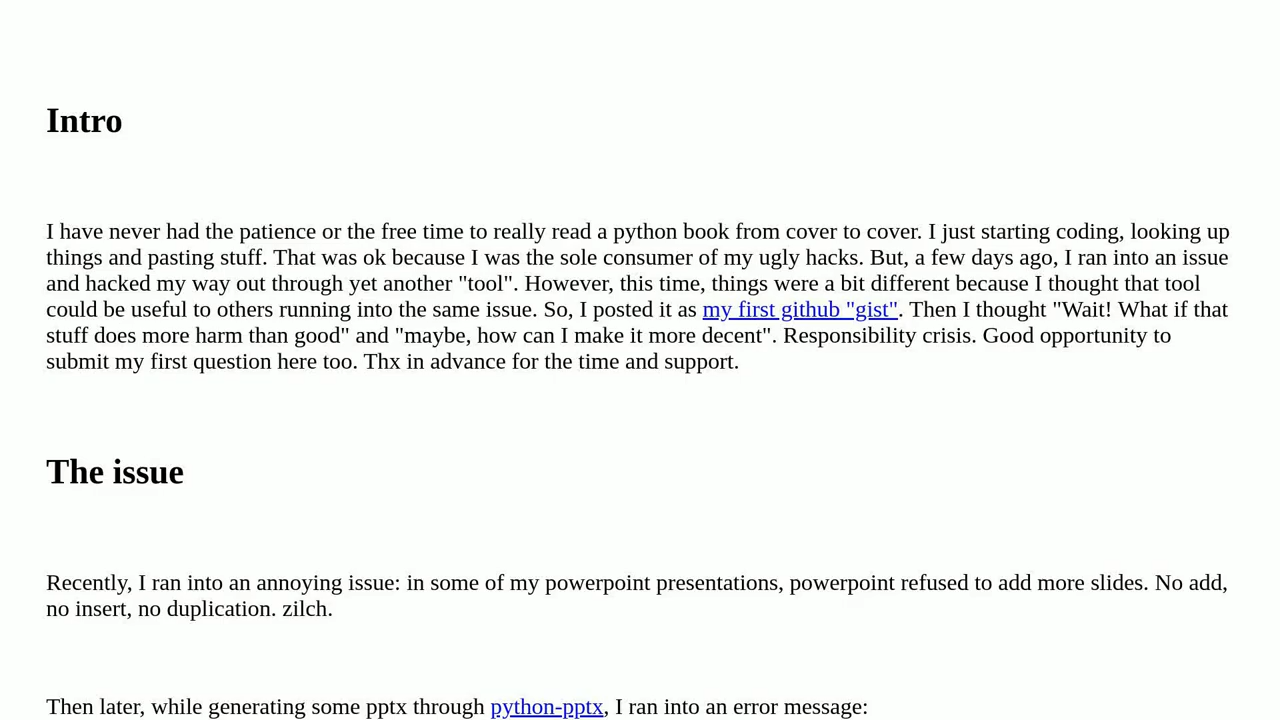 Intro
I have never had the patience or the free time to really read a python book from cover to cover. I just starting coding, looking up
things and pasting stuff. That was ok because I was the sole consumer of my ugly hacks. But, a few days ago, I ran into an issue
and hacked my way out through yet another "tool". However, this time, things were a bit different because I thought that tool
could be useful to others running into the same issue. So, I posted it as my first github "gist". Then I thought "Wait! What if that
stuff does more harm than good" and "maybe, how can I make it more decent". Responsibility crisis. Good opportunity to
submit my first question here too. Thx in advance for the time and support.
The issue
Recently, I ran into an annoying issue: in some of my powerpoint presentations, powerpoint refused to add more slides. No add,
no insert, no duplication. zilch.
Then later, while generating some pptx through python-pptx, I ran into an error message: